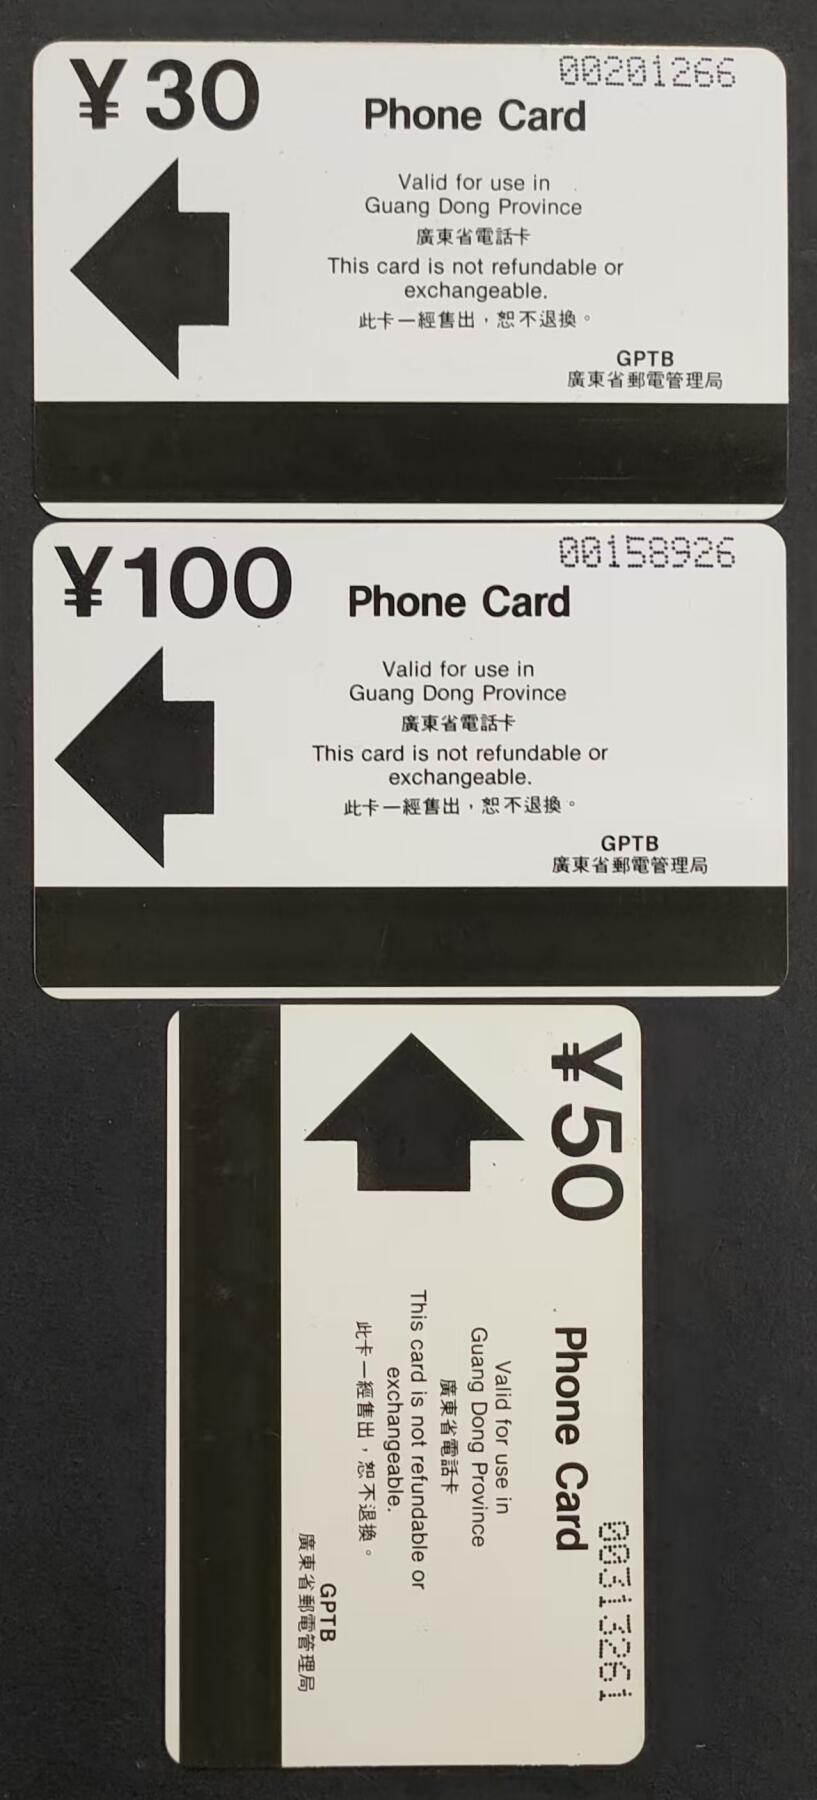 ¥30
00201266
Phone Card
Valid for use in
Guang Dong Province
廣東省電話卡
This card is not refundable or
exchangeable.
此卡一經售出，恕不退換。
GPTB
廣東省郵電管理局
¥100
00158926
Phone Card
Valid for use in
Guang Dong Province
廣東省電話卡
This card is not refundable or
exchangeable.
此卡一經售出，恕不退換。
GPTB
廣東省郵電管理局
¥50
00313261
Phone Card
Valid for use in
Guang Dong Province
廣東省電話卡
This card is not refundable or
exchangeable.
此卡一經售出，恕不退換。
GPTB
廣東省郵電管理局